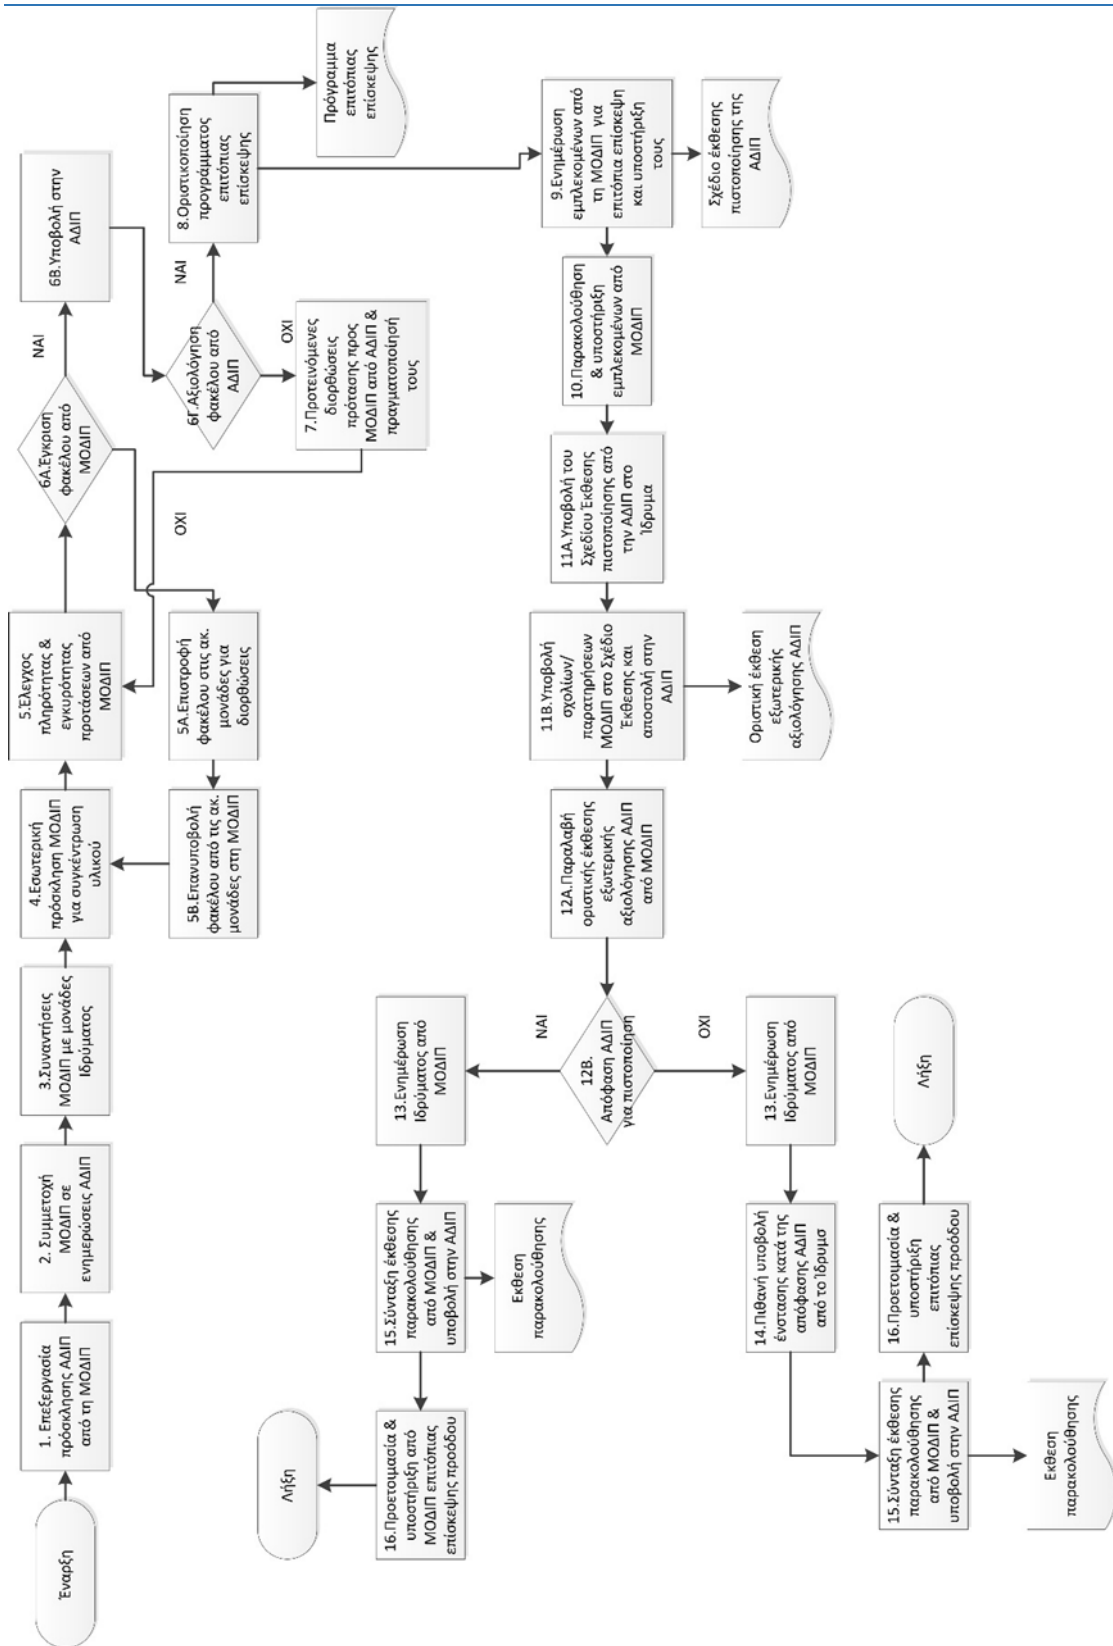 Έναρξη
1. Επεξεργασία
πρόσκλησης ΑΔΙΠ
από τη ΜΟΔΙΠ
2. Συμμετοχή
ΜΟΔΙΠ σε
ενημερώσεις ΑΔΙΠ
3.Συναντήσεις
ΜΟΔΙΠ με μονάδες
Ιδρύματος
4.Εσωτερική
πρόσκληση ΜΟΔΙΠ
για συγκέντρωση
υλικού
5.Έλεγχος
πληρότητας &
εγκυρότητας
προτάσεων από
ΜΟΔΙΠ
6Α.Έγκριση
φακέλου από
ΜΟΔΙΠ
ΝΑΙ
ΟΧΙ
5Α.Επιστροφή
φακέλου στις ακ.
μονάδες για
διορθώσεις
5Β.Επανυποβολή
φακέλου από τις ακ.
μονάδες στη ΜΟΔΙΠ
6Β.Υποβολή στην
ΑΔΙΠ
6Γ.Αξιολόγηση
φακέλου από
ΑΔΙΠ
ΝΑΙ
ΟΧΙ
7.Προτεινόμενες
διορθώσεις
πρότασης προς
ΜΟΔΙΠ από ΑΔΙΠ &
πραγματοποίησή
τους
8.Οριστικοποίηση
προγράμματος
επιτόπιας
επίσκεψης
Πρόγραμμα
επιτόπιας
επίσκεψης
9.Ενημέρωση
εμπλεκομένων από
τη ΜΟΔΙΠ για
επιτόπια επίσκεψη
και υποστήριξη
τους
Σχέδιο έκθεσης
πιστοποίησης της
ΑΔΙΠ
10.Παρακολούθηση
& υποστήριξη
εμπλεκομένων από
ΜΟΔΙΠ
11Α.Υποβολή του
Σχεδίου Έκθεσης
πιστοποίησης από
την ΑΔΙΠ στο
Ίδρυμα
11Β.Υποβολή
σχολίων/
παρατηρήσεων
ΜΟΔΙΠ στο Σχέδιο
Έκθεσης και
αποστολή στην
ΑΔΙΠ
Οριστική έκθεση
εξωτερικής
αξιολόγησης ΑΔΙΠ
12Α.Παραλαβή
οριστικής έκθεσης
εξωτερικής
αξιολόγησης ΑΔΙΠ
από ΜΟΔΙΠ
12Β.
Απόφαση ΑΔΙΠ
για πιστοποίηση
ΝΑΙ
ΟΧΙ
13.Ενημέρωση
Ιδρύματος από
ΜΟΔΙΠ
15.Σύνταξη έκθεσης
παρακολούθησης
από ΜΟΔΙΠ &
υποβολή στην ΑΔΙΠ
Εκθεση
παρακολούθησης
16.Προετοιμασία &
υποστήριξη από
ΜΟΔΙΠ επιτόπιας
επίσκεψης προόδου
Λήξη
13.Ενημέρωση
Ιδρύματος από
ΜΟΔΙΠ
14.Πιθανή υποβολή
ένστασης κατά της
απόφασης ΑΔΙΠ
από το Ίδρυμσ
15.Σύνταξη έκθεσης
παρακολούθησης
από ΜΟΔΙΠ &
υποβολή στην ΑΔΙΠ
Εκθεση
παρακολούθησης
16.Προετοιμασία &
υποστήριξη
επιτόπιας
επίσκεψης προόδου
Λήξη